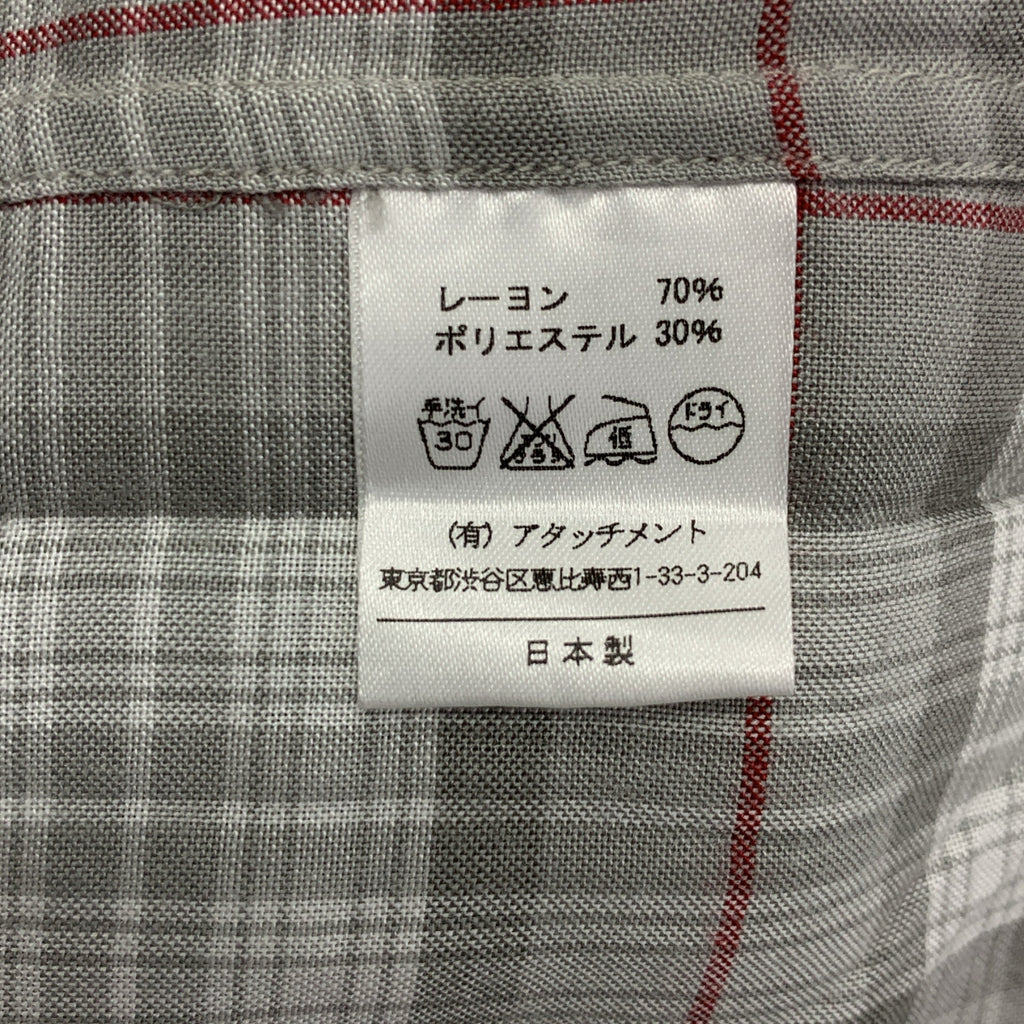 レーヨン 70%
ポリエステル 30%
手洗イ 30 低 ドライ
(有) アタッチメント
東京都渋谷区恵比寿西1-33-3-204
日本製